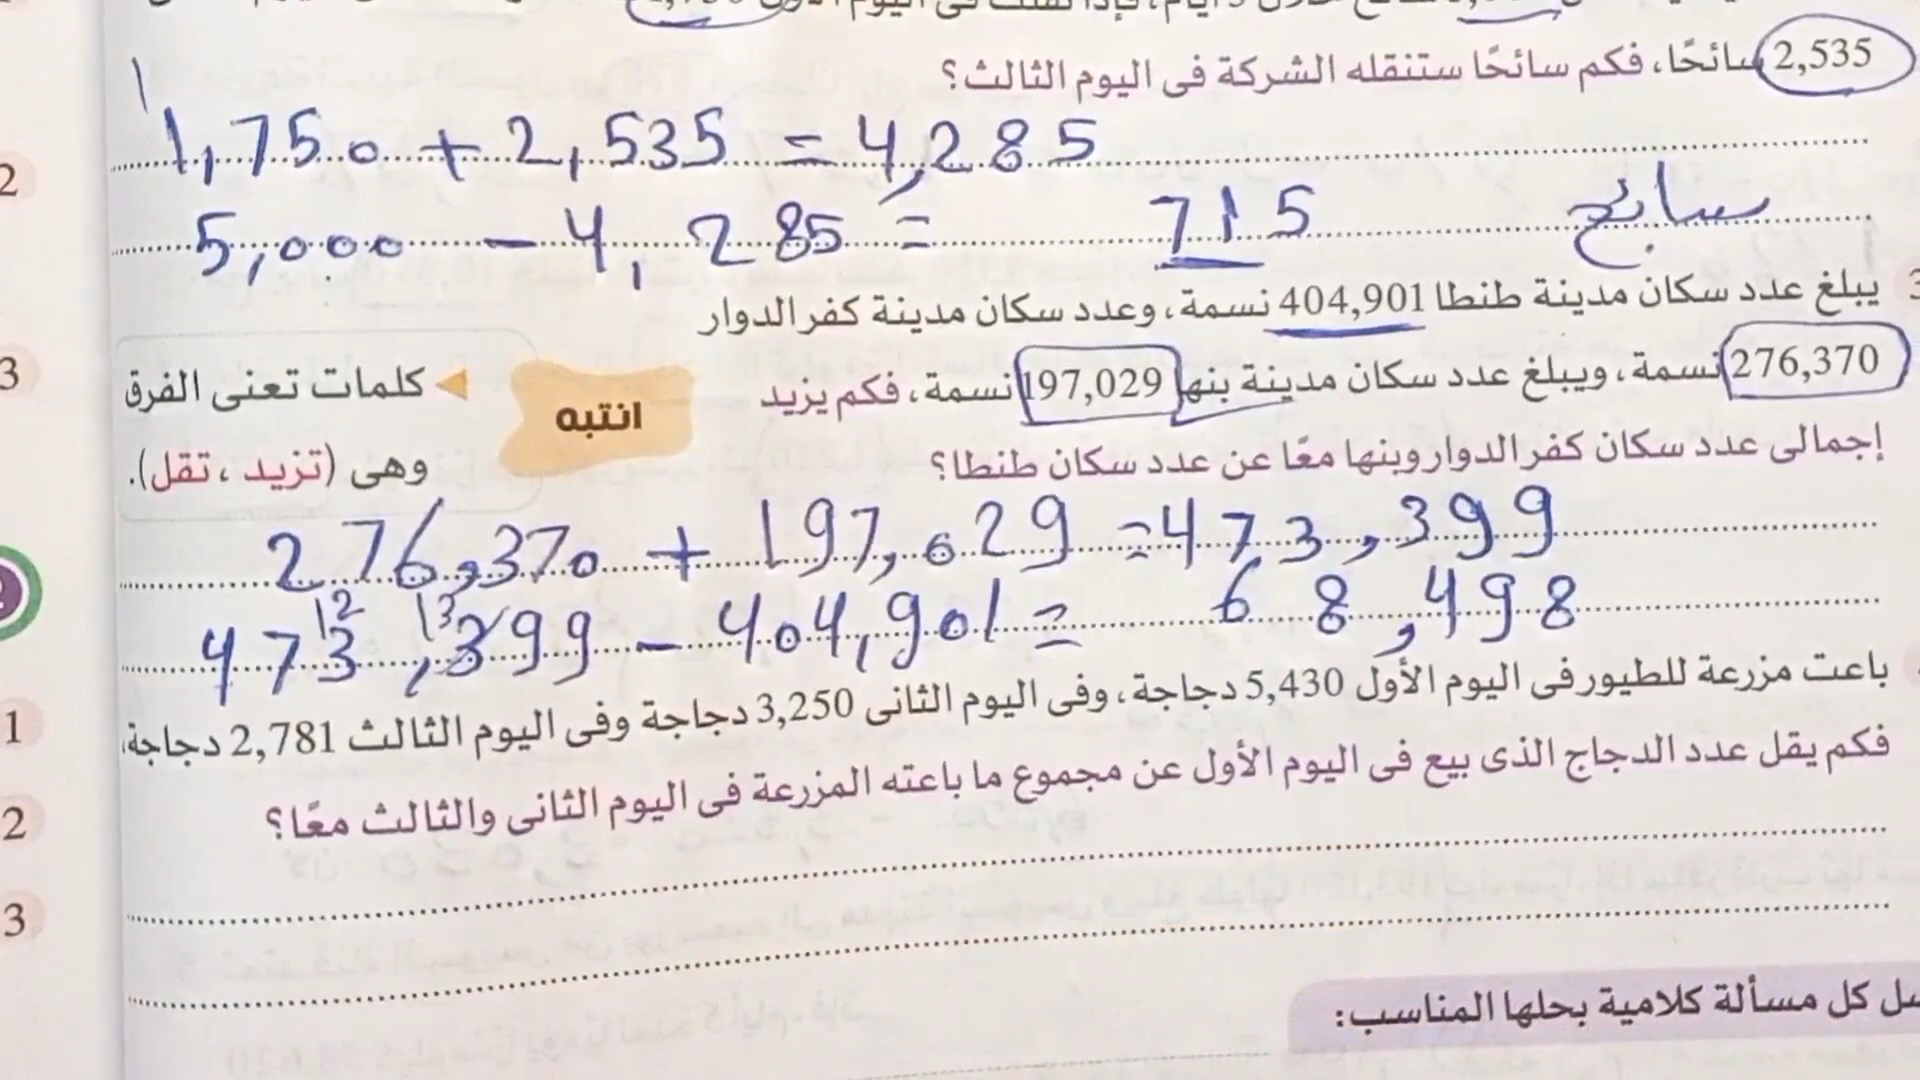 2,535 سائحًا، فكم سائحًا ستنقله الشركة فى اليوم الثالث؟
1,750 + 2,535 = 4,285
5,000 - 4,285 = 715 سايح
3 يبلغ عدد سكان مدينة طنطا 404,901 نسمة، وعدد سكان مدينة كفر الدوار
276,370 نسمة، ويبلغ عدد سكان مدينة بنها 197,029 نسمة، فكم يزيد
إجمالى عدد سكان كفر الدوار وبنها معًا عن عدد سكان طنطا؟
انتبه
كلمات تعنى الفرق
وهى (تزيد ، تقل).
276,370 + 197,029 = 473,399
12 13
473,399 - 404,901 = 68,498
باعت مزرعة للطيور فى اليوم الأول 5,430 دجاجة، وفى اليوم الثانى 3,250 دجاجة وفى اليوم الثالث 2,781 دجاجة،
فكم يقل عدد الدجاج الذى بيع فى اليوم الأول عن مجموع ما باعته المزرعة فى اليوم الثانى والثالث معًا؟
كل مسألة كلامية بحلها المناسب:
2
3
1
2
3